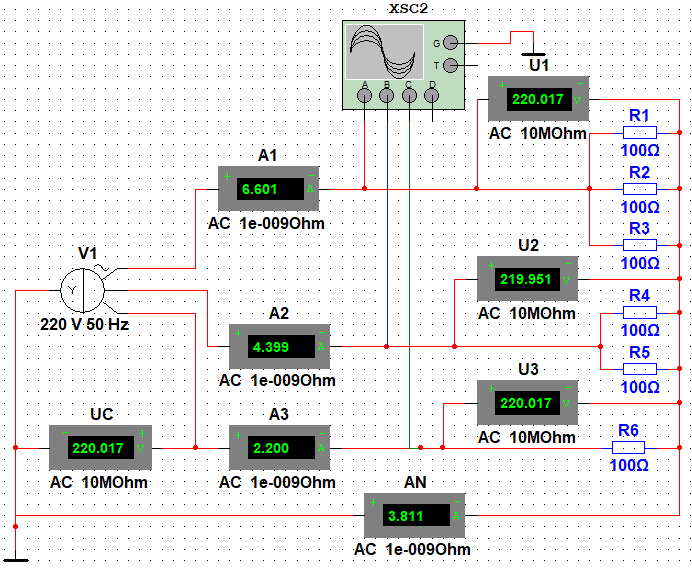 XSC2
G
T
A B C D
U1
+ -
220.017 V
AC 10MOhm
R1
100Ω
A1
+ -
6.601 A
AC 1e-009Ohm
R2
100Ω
R3
100Ω
V1
Y
220 V 50 Hz
U2
+ -
219.951 V
AC 10MOhm
A2
+ -
4.399 A
AC 1e-009Ohm
R4
100Ω
R5
100Ω
U3
+ -
220.017 V
AC 10MOhm
UC
- +
220.017 V
AC 10MOhm
A3
+ -
2.200 A
AC 1e-009Ohm
R6
100Ω
AN
+ -
3.811 A
AC 1e-009Ohm